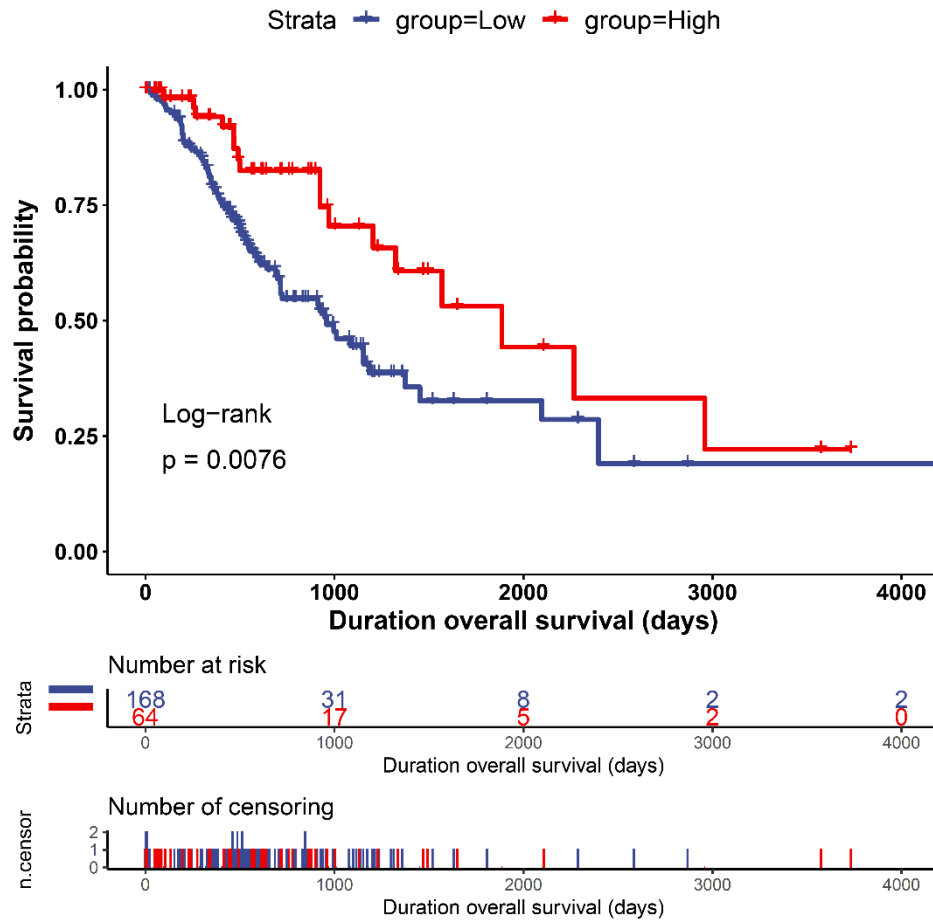 Strata group=Low group=High
Survival probability
1.00
0.75
0.50
0.25
0.00
Log−rank
p = 0.0076
0 1000 2000 3000 4000
Duration overall survival (days)
Number at risk
Strata
168 31 8 2 2
64 17 5 2 0
0 1000 2000 3000 4000
Duration overall survival (days)
Number of censoring
n.censor
2
1
0
0 1000 2000 3000 4000
Duration overall survival (days)